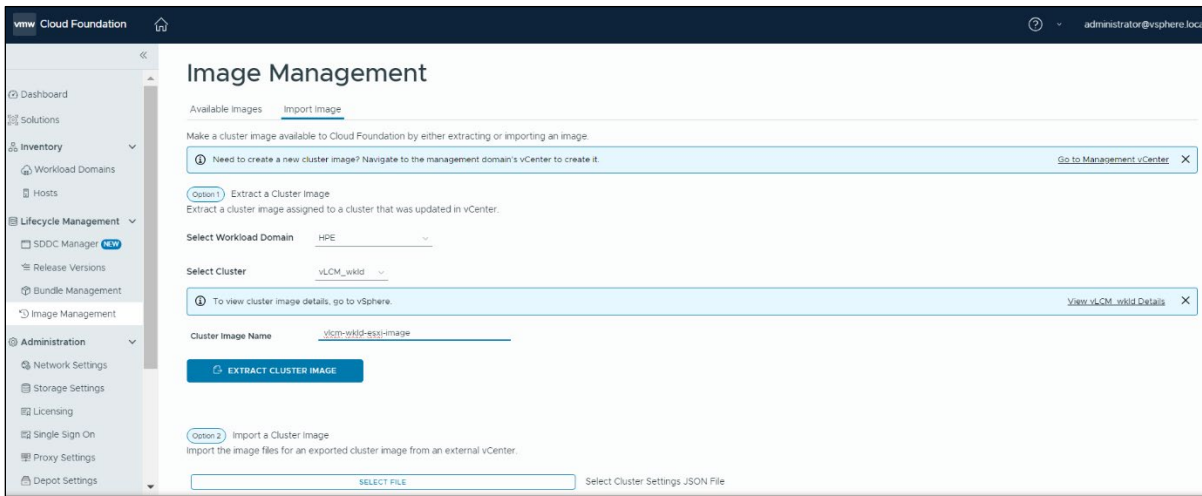 vmw Cloud Foundation
administrator@vsphere.loca
Dashboard
Solutions
Inventory
Workload Domains
Hosts
Lifecycle Management
SDDC Manager NEW
Release Versions
Bundle Management
Image Management
Administration
Network Settings
Storage Settings
Licensing
Single Sign On
Proxy Settings
Depot Settings
Image Management
Available Images Import Image
Make a cluster image available to Cloud Foundation by either extracting or importing an image.
Need to create a new cluster image? Navigate to the management domain's vCenter to create it. Go to Management vCenter
Option 1 Extract a Cluster Image
Extract a cluster image assigned to a cluster that was updated in vCenter.
Select Workload Domain HPE
Select Cluster vLCM_wkld
To view cluster image details, go to vSphere. View vLCM_wkld Details
Cluster Image Name vlcm-wkld-esxi-image
EXTRACT CLUSTER IMAGE
Option 2 Import a Cluster Image
Import the image files for an exported cluster image from an external vCenter.
SELECT FILE Select Cluster Settings JSON File